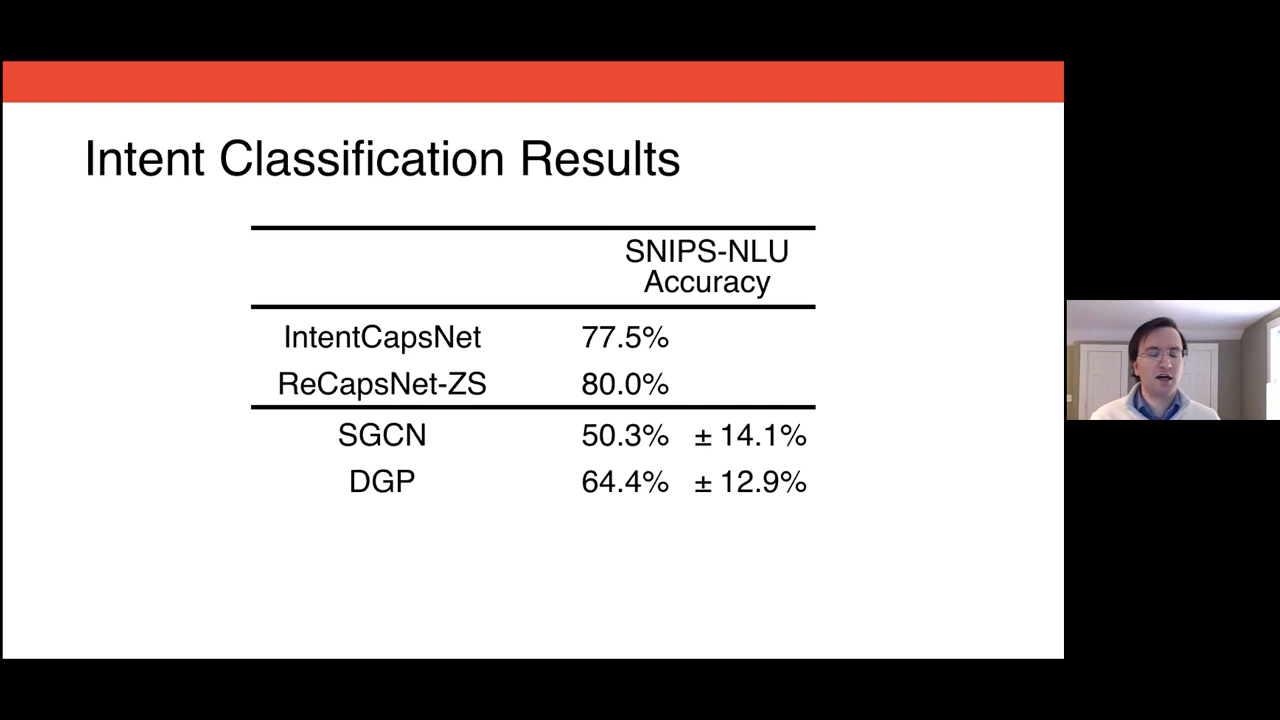 Intent Classification Results
SNIPS-NLU
Accuracy
IntentCapsNet 77.5%
ReCapsNet-ZS 80.0%
SGCN 50.3% ± 14.1%
DGP 64.4% ± 12.9%